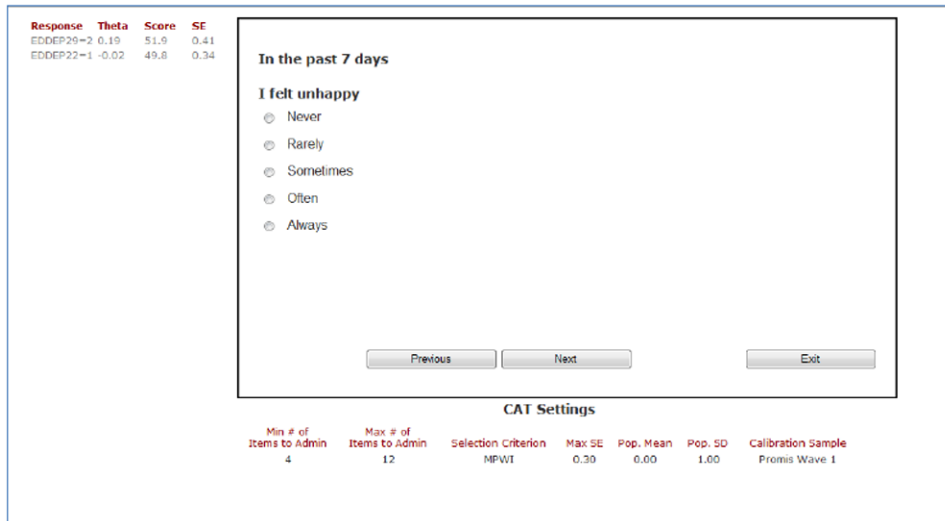 Response Theta Score SE
EDDEP29=2 0.19 51.9 0.41
EDDEP22=1 -0.02 49.8 0.34
In the past 7 days
I felt unhappy
Never
Rarely
Sometimes
Often
Always
Previous Next Exit
CAT Settings
Min # of Max # of
Items to Admin Items to Admin Selection Criterion Max SE Pop. Mean Pop. SD Calibration Sample
4 12 MPWI 0.30 0.00 1.00 Promis Wave 1